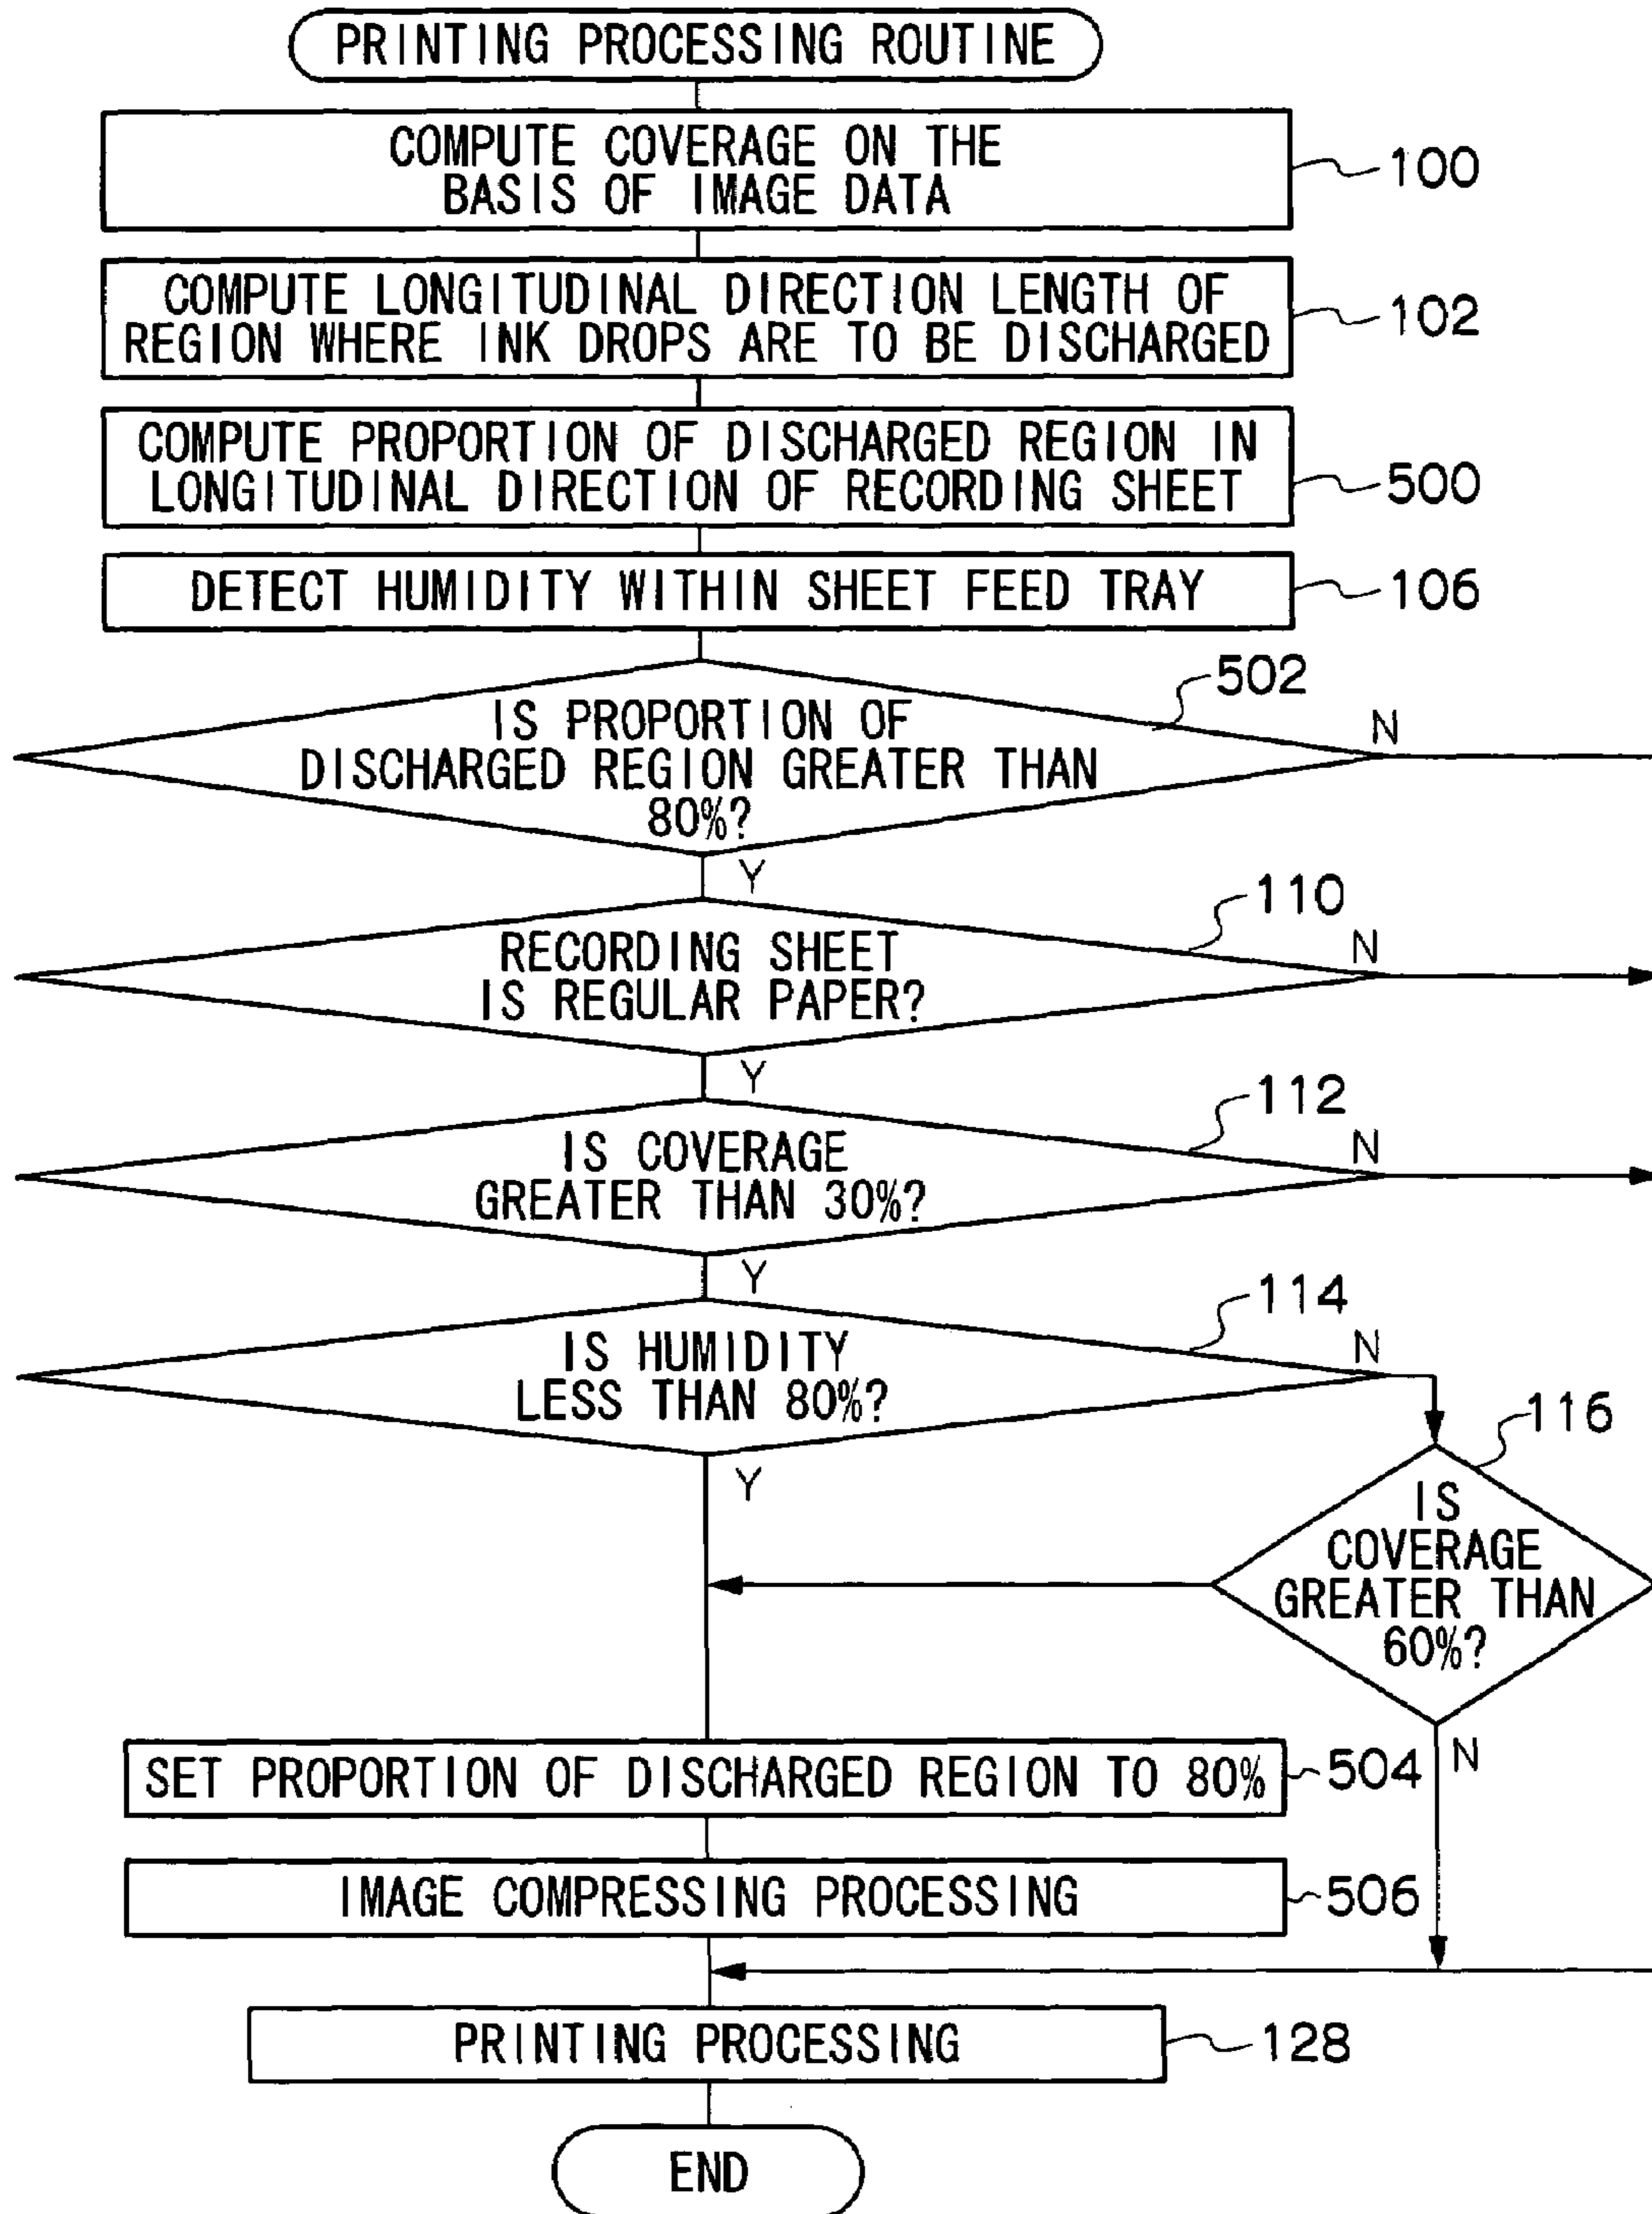 PRINTING PROCESSING ROUTINE
COMPUTE COVERAGE ON THE
BASIS OF IMAGE DATA
100
COMPUTE LONGITUDINAL DIRECTION LENGTH OF
REGION WHERE INK DROPS ARE TO BE DISCHARGED
102
COMPUTE PROPORTION OF DISCHARGED REGION IN
LONGITUDINAL DIRECTION OF RECORDING SHEET
500
DETECT HUMIDITY WITHIN SHEET FEED TRAY
106
502
IS PROPORTION OF
DISCHARGED REGION GREATER THAN
80%?
N
Y
110
RECORDING SHEET
IS REGULAR PAPER?
N
Y
112
IS COVERAGE
GREATER THAN 30%?
N
Y
114
IS HUMIDITY
LESS THAN 80%?
N
Y
116
IS
COVERAGE
GREATER THAN
60%?
N
SET PROPORTION OF DISCHARGED REGION TO 80%
504
IMAGE COMPRESSING PROCESSING
506
PRINTING PROCESSING
128
END